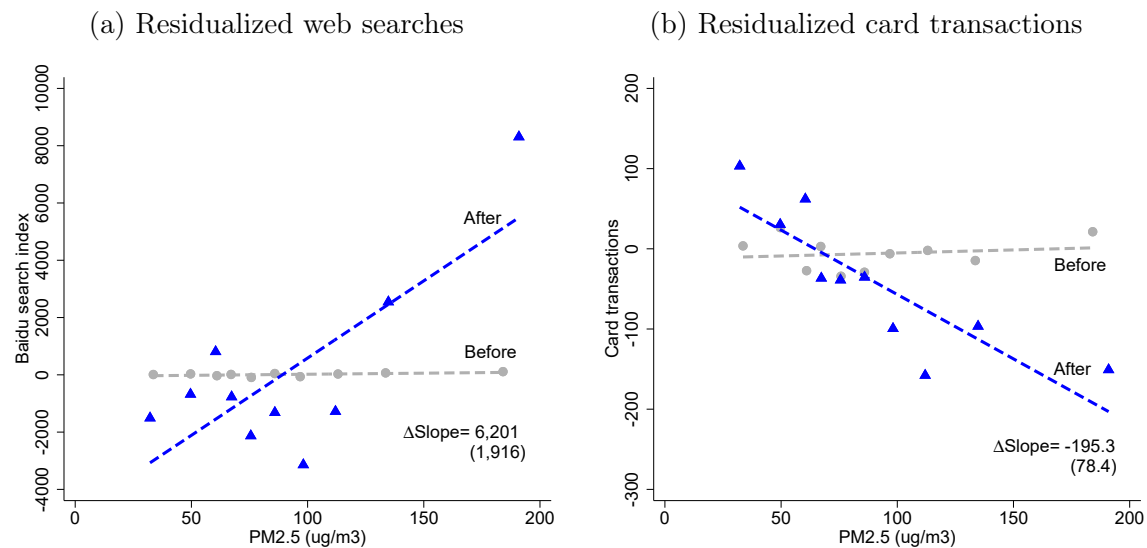 (a) Residualized web searches
Baidu search index
10000
8000
6000
4000
2000
0
-2000
-4000
After
Before
ΔSlope= 6,201
(1,916)
0
50
100
150
200
PM2.5 (ug/m3)
(b) Residualized card transactions
Card transactions
200
100
0
-100
-200
-300
Before
After
ΔSlope= -195.3
(78.4)
0
50
100
150
200
PM2.5 (ug/m3)